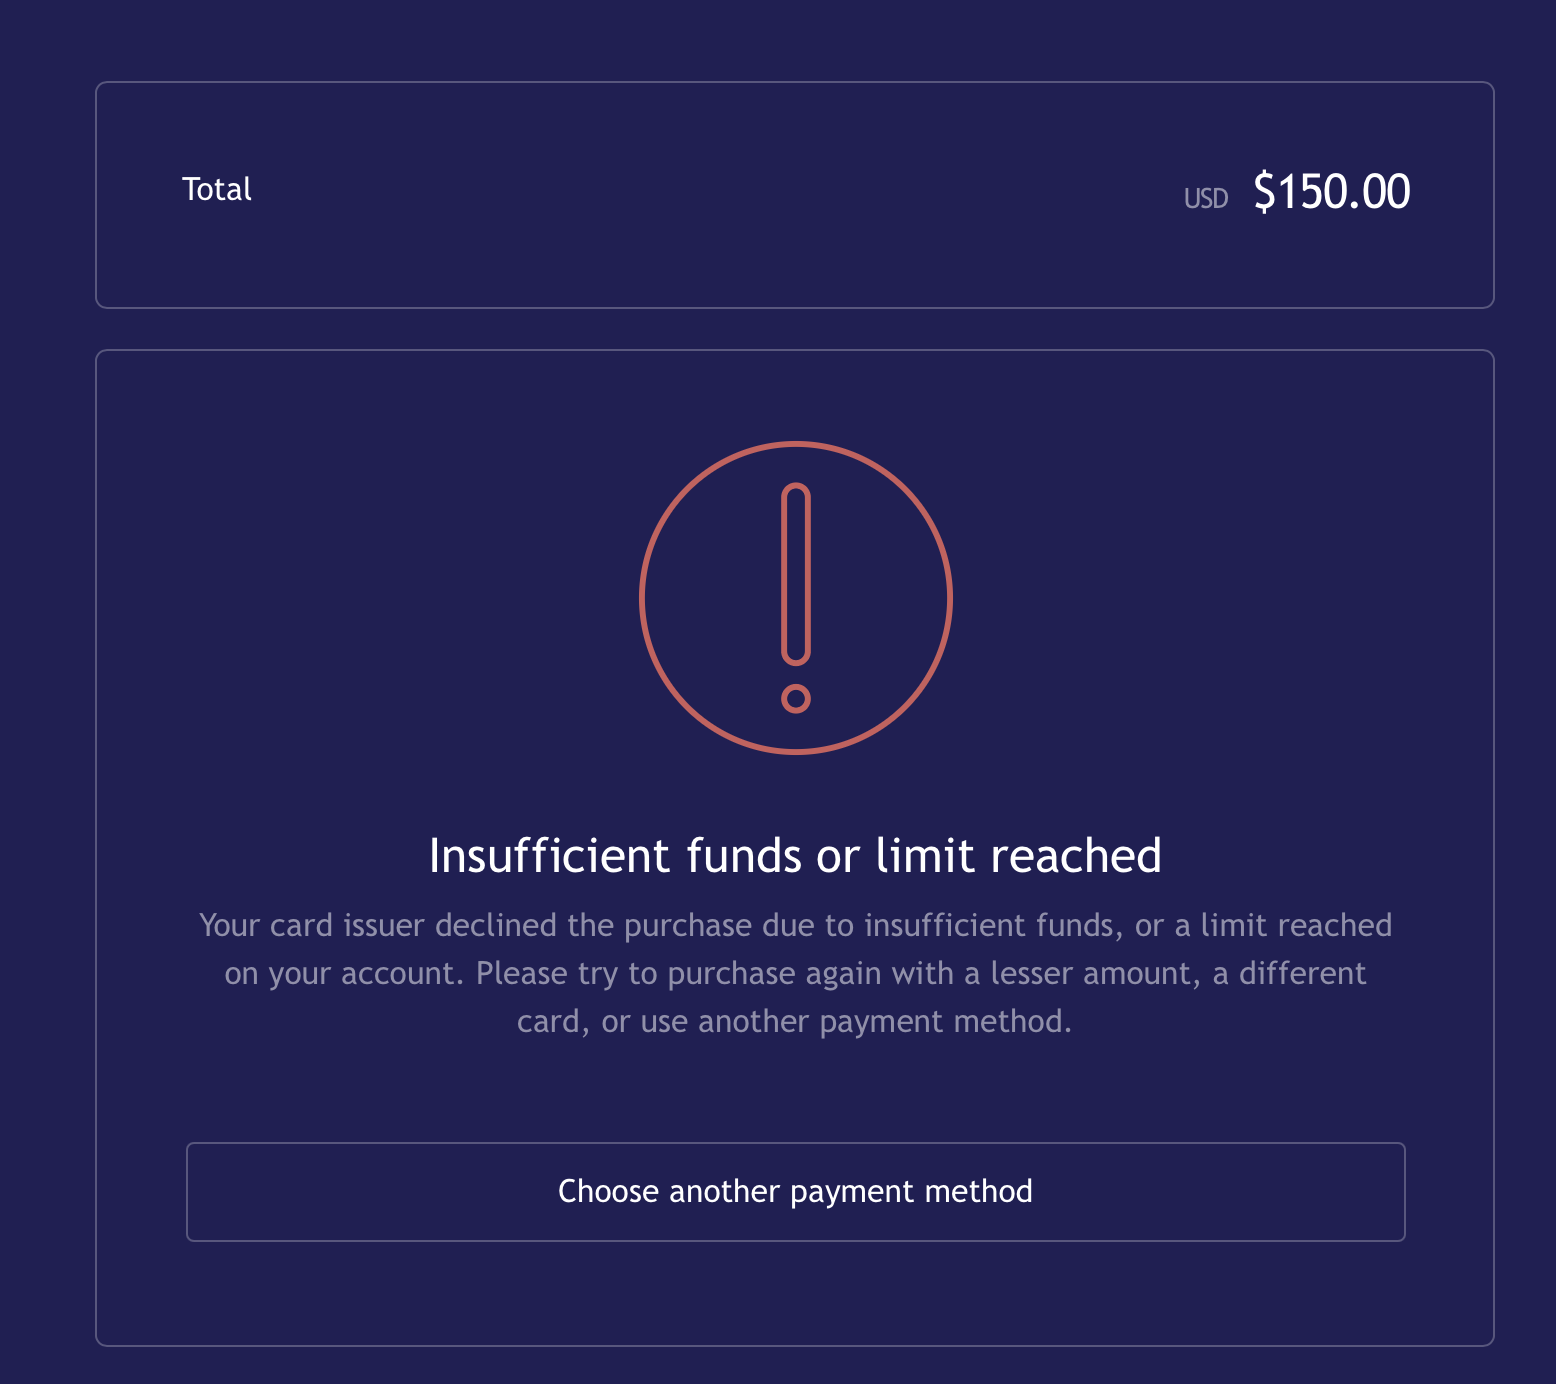 Total
USD $150.00
Insufficient funds or limit reached
Your card issuer declined the purchase due to insufficient funds, or a limit reached
on your account. Please try to purchase again with a lesser amount, a different
card, or use another payment method.
Choose another payment method